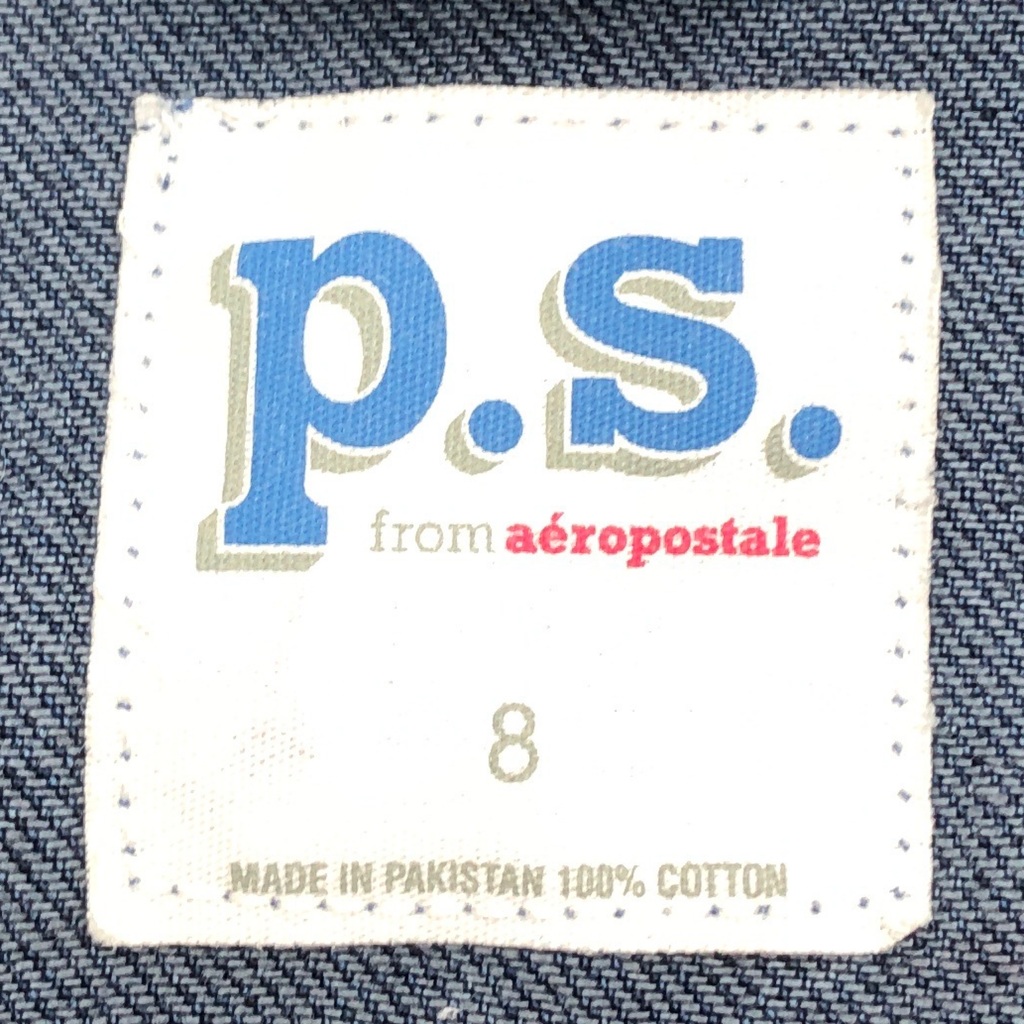 p.s.
from aéropostale
8
MADE IN PAKISTAN 100% COTTON